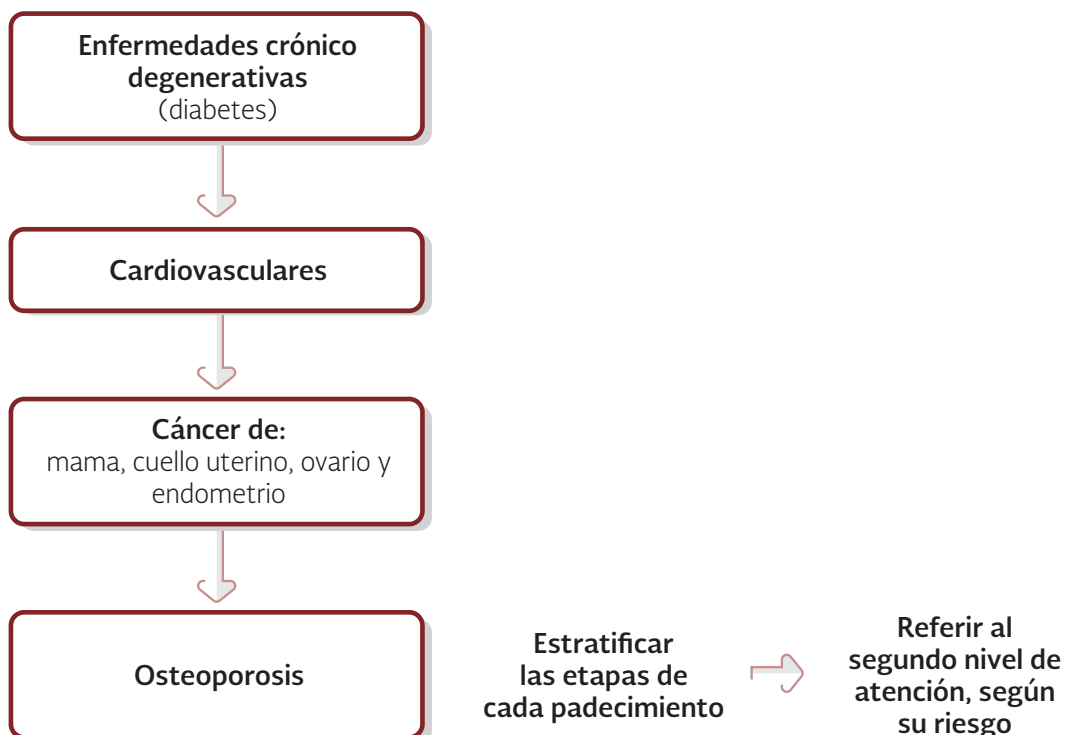 Enfermedades crónico
degenerativas
(diabetes)
Cardiovasculares
Cáncer de:
mama, cuello uterino, ovario y
endometrio
Osteoporosis
Estratificar
las etapas de
cada padecimiento
Referir al
segundo nivel de
atención, según
su riesgo